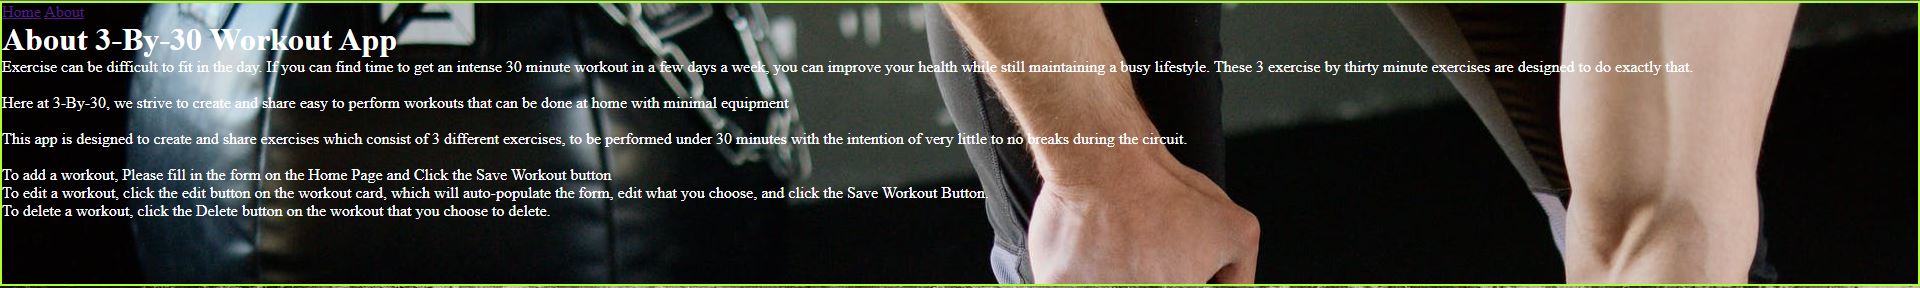 Home About
About 3-By-30 Workout App
Exercise can be difficult to fit in the day. If you can find time to get an intense 30 minute workout in a few days a week, you can improve your health while still maintaining a busy lifestyle. These 3 exercise by thirty minute exercises are designed to do exactly that.
Here at 3-By-30, we strive to create and share easy to perform workouts that can be done at home with minimal equipment
This app is designed to create and share exercises which consist of 3 different exercises, to be performed under 30 minutes with the intention of very little to no breaks during the circuit.
To add a workout, Please fill in the form on the Home Page and Click the Save Workout button
To edit a workout, click the edit button on the workout card, which will auto-populate the form, edit what you choose, and click the Save Workout Button.
To delete a workout, click the Delete button on the workout that you choose to delete.